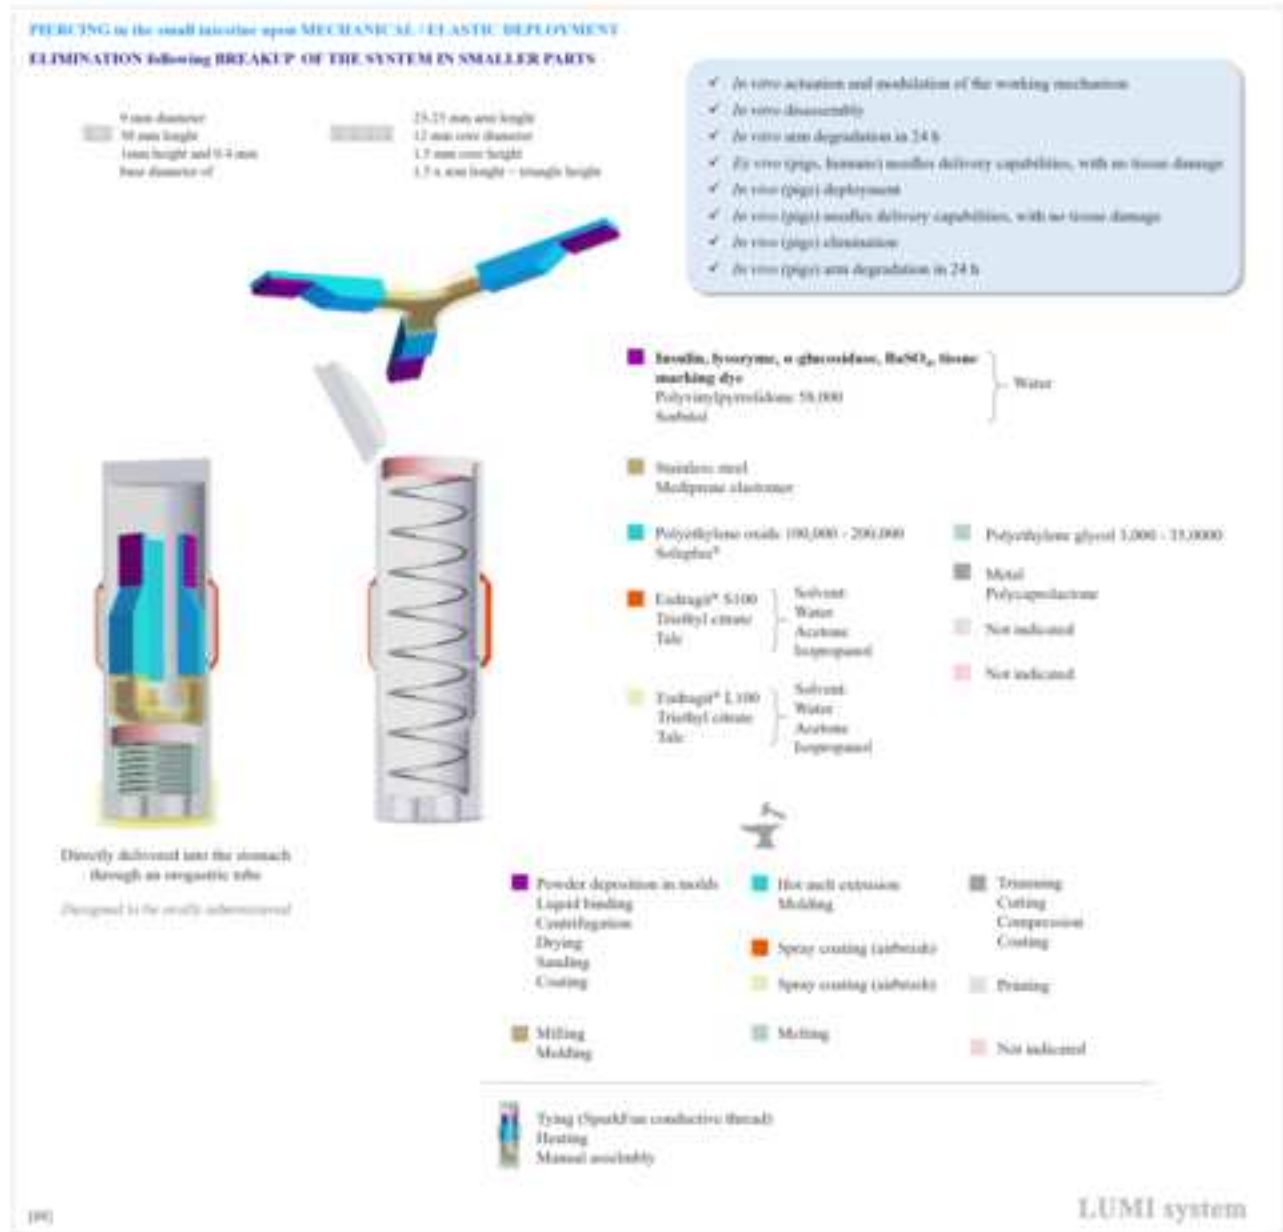 PIERCING in the small intestine upon MECHANICAL / ELASTIC DEPLOYMENT
ELIMINATION following BREAKUP OF THE SYSTEM IN SMALLER PARTS
9 mm diameter
30 mm lenght
1mm height and 0.4 mm
base diameter of
25-25 mm arm lenght
12 mm core diameter
1.5 mm core height
1.5 x arm lenght = triangle height
✓ In vitro actuation and modulation of the working mechanism
✓ In vitro disassembly
✓ In vitro arm degradation in 24 h
✓ Ex vivo (pigs, humans) needles delivery capabilities, with no tissue damage
✓ In vivo (pigs) deployment
✓ In vivo (pigs) needles delivery capabilities, with no tissue damage
✓ In vivo (pigs) elimination
✓ In vivo (pigs) arm degradation in 24 h
Insulin, lysozyme, α-glucosidase, BaSO₄, tissue
marking dye
Polyvinylpyrrolidone 58,000
Sorbitol
Water
Stainless steel
Mediprene elastomer
Polyethylene oxide 100,000 - 200,000
Soluplus®
Eudragit® S100
Triethyl citrate
Talc
Solvent:
Water
Acetone
Isopropanol
Eudragit® L100
Triethyl citrate
Talc
Solvent:
Water
Acetone
Isopropanol
Polyethylene glycol 3,000 - 35,0000
Metal
Polycaprolactone
Not indicated
Not indicated
Directly delivered into the stomach
through an orogastric tube
Designed to be orally administered
Powder deposition in molds
Liquid binding
Centrifugation
Drying
Sanding
Coating
Milling
Molding
Hot melt extrusion
Molding
Spray coating (airbrush)
Spray coating (airbrush)
Melting
Trimming
Cutting
Compression
Coating
Printing
Not indicated
Tying (SparkFun conductive thread)
Heating
Manual assembly
LUMI system